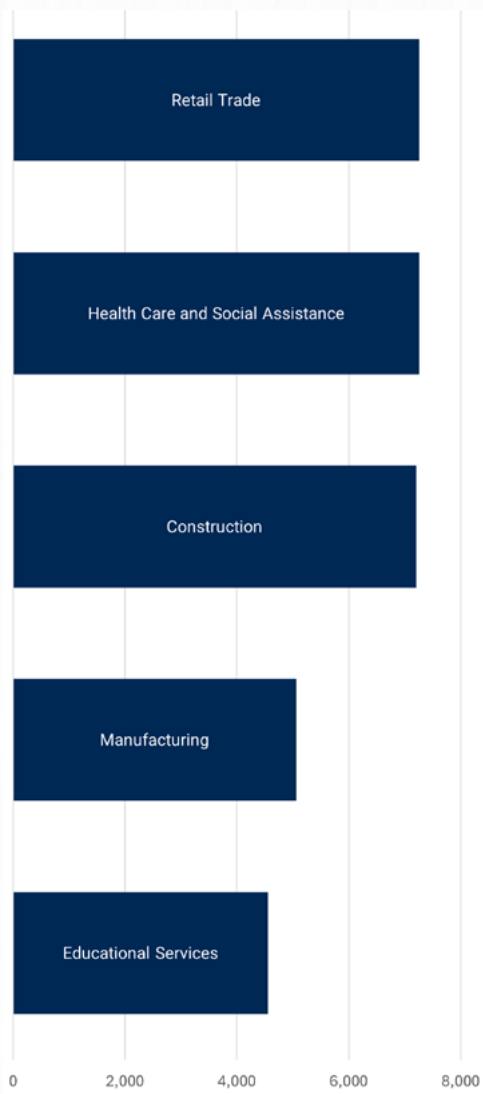 Retail Trade
Health Care and Social Assistance
Construction
Manufacturing
Educational Services
0 2,000 4,000 6,000 8,000